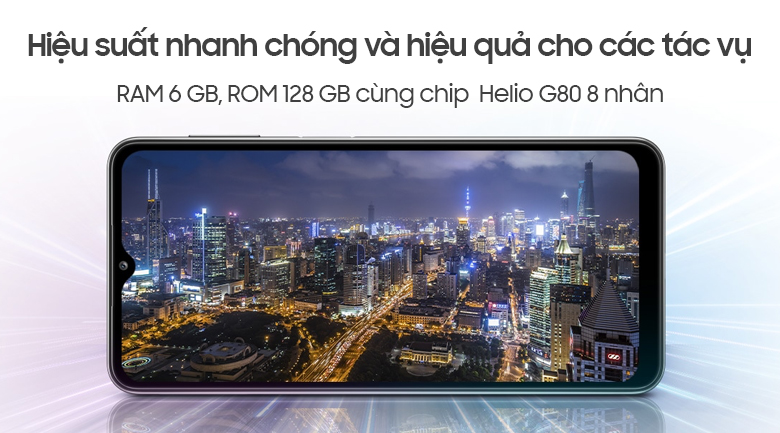 Hiệu suất nhanh chóng và hiệu quả cho các tác vụ
RAM 6 GB, ROM 128 GB cùng chip Helio G80 8 nhân